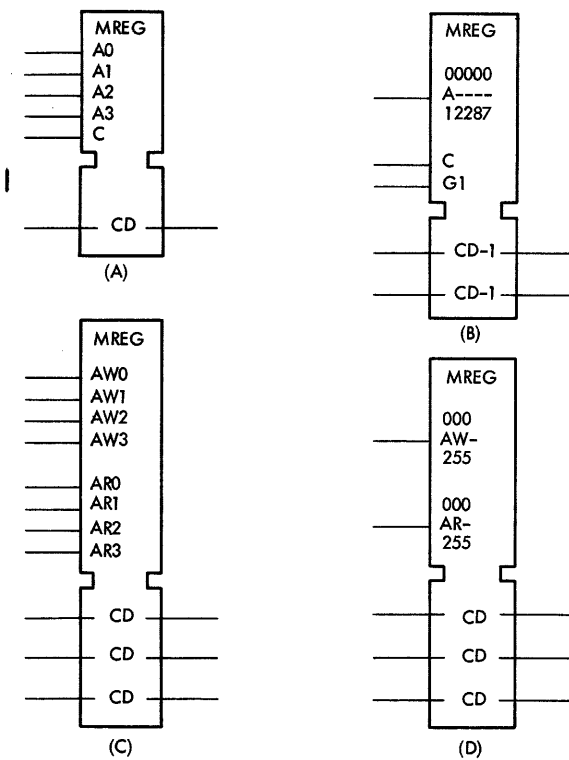 MREG
A0
A1
A2
A3
C
CD
(A)
MREG
00000
A----
12287
C
G1
CD-1
CD-1
(B)
MREG
AW0
AW1
AW2
AW3
AR0
AR1
AR2
AR3
CD
CD
CD
(C)
MREG
000
AW-
255
000
AR-
255
CD
CD
CD
(D)